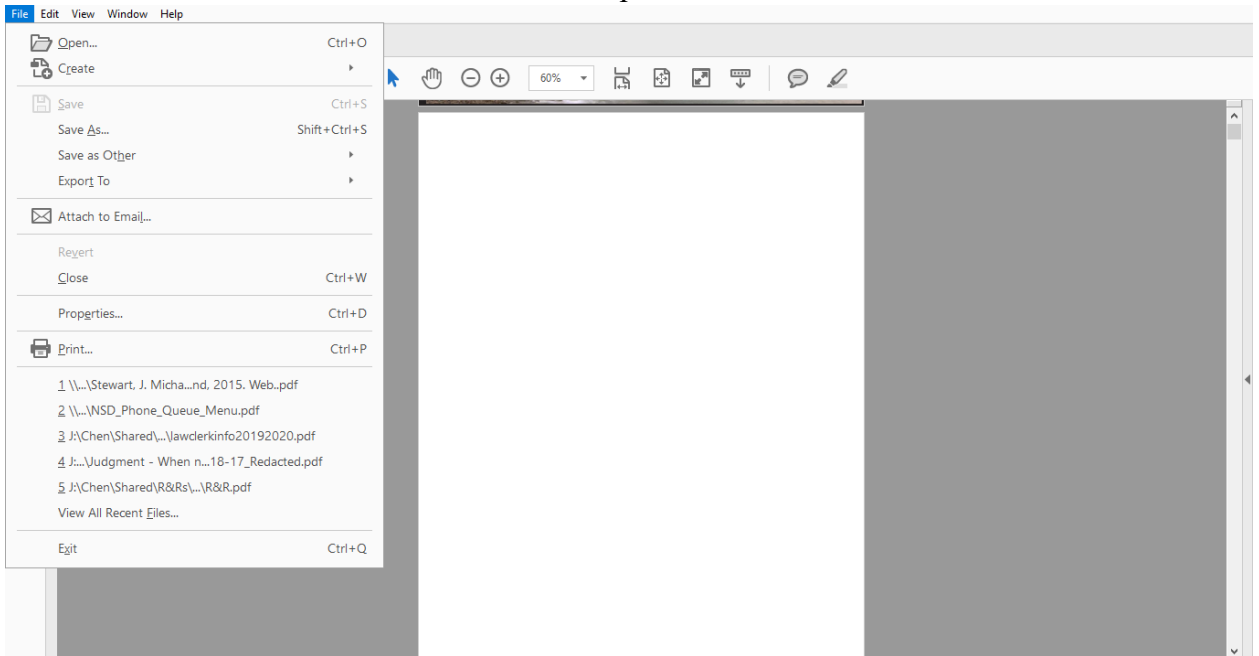 File Edit View Window Help
Open... Ctrl+O
Create
60%
Save Ctrl+S
Save As... Shift+Ctrl+S
Save as Other
Export To
Attach to Email...
Revert
Close Ctrl+W
Properties... Ctrl+D
Print... Ctrl+P
1 \\...\Stewart, J. Micha...nd, 2015. Web..pdf
2 \\...\NSD_Phone_Queue_Menu.pdf
3 J:\Chen\Shared\...\lawclerkinfo20192020.pdf
4 J:...\Judgment - When n...18-17_Redacted.pdf
5 J:\Chen\Shared\R&Rs\...\R&R.pdf
View All Recent Files...
Exit Ctrl+Q